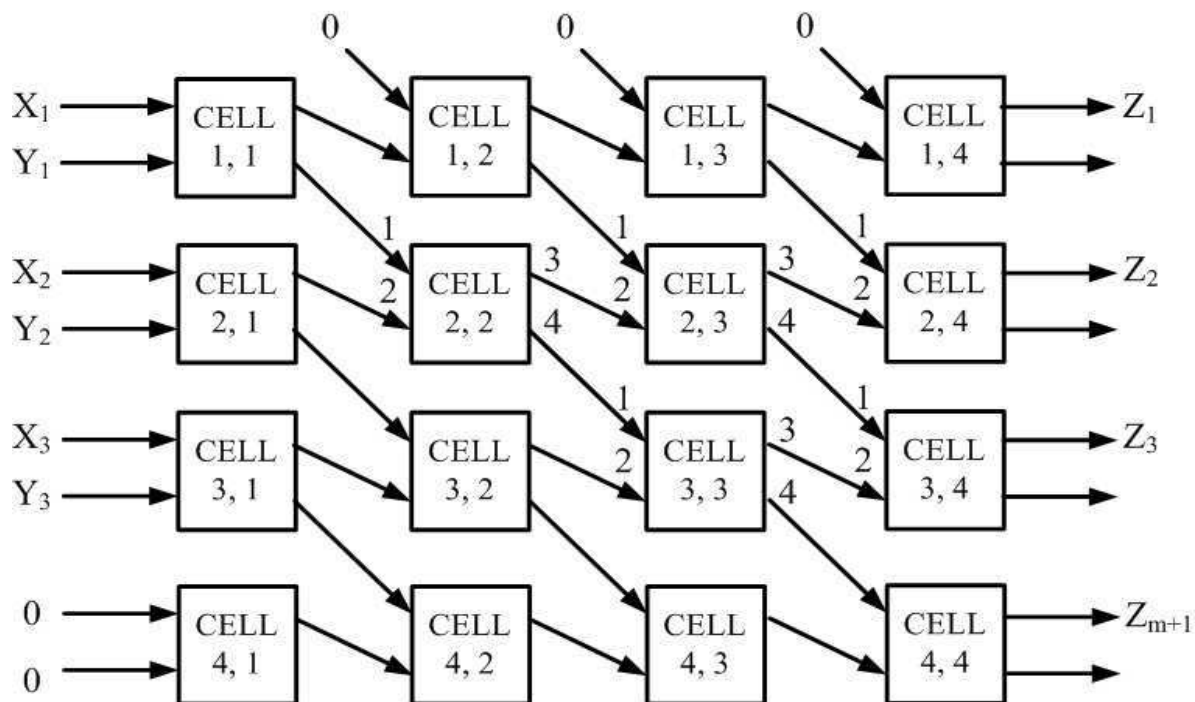 0 0 0
X₁ CELL 1, 1 CELL 1, 2 CELL 1, 3 CELL 1, 4 Z₁
Y₁
1 1 1
X₂ CELL 2, 1 2 CELL 2, 2 3 2 CELL 2, 3 3 2 CELL 2, 4 Z₂
Y₂ 4 4
1 1
X₃ CELL 3, 1 CELL 3, 2 2 CELL 3, 3 3 2 CELL 3, 4 Z₃
Y₃ 4
0 CELL 4, 1 CELL 4, 2 CELL 4, 3 CELL 4, 4 Zₘ₊₁
0